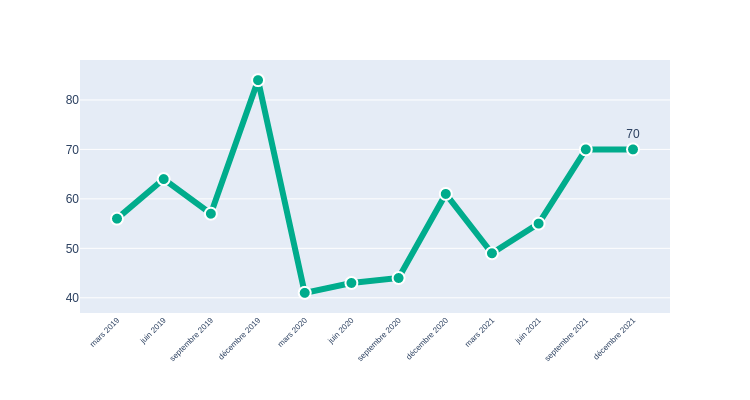 80
70
60
50
40
70
mars 2019
juin 2019
septembre 2019
décembre 2019
mars 2020
juin 2020
septembre 2020
décembre 2020
mars 2021
juin 2021
septembre 2021
décembre 2021